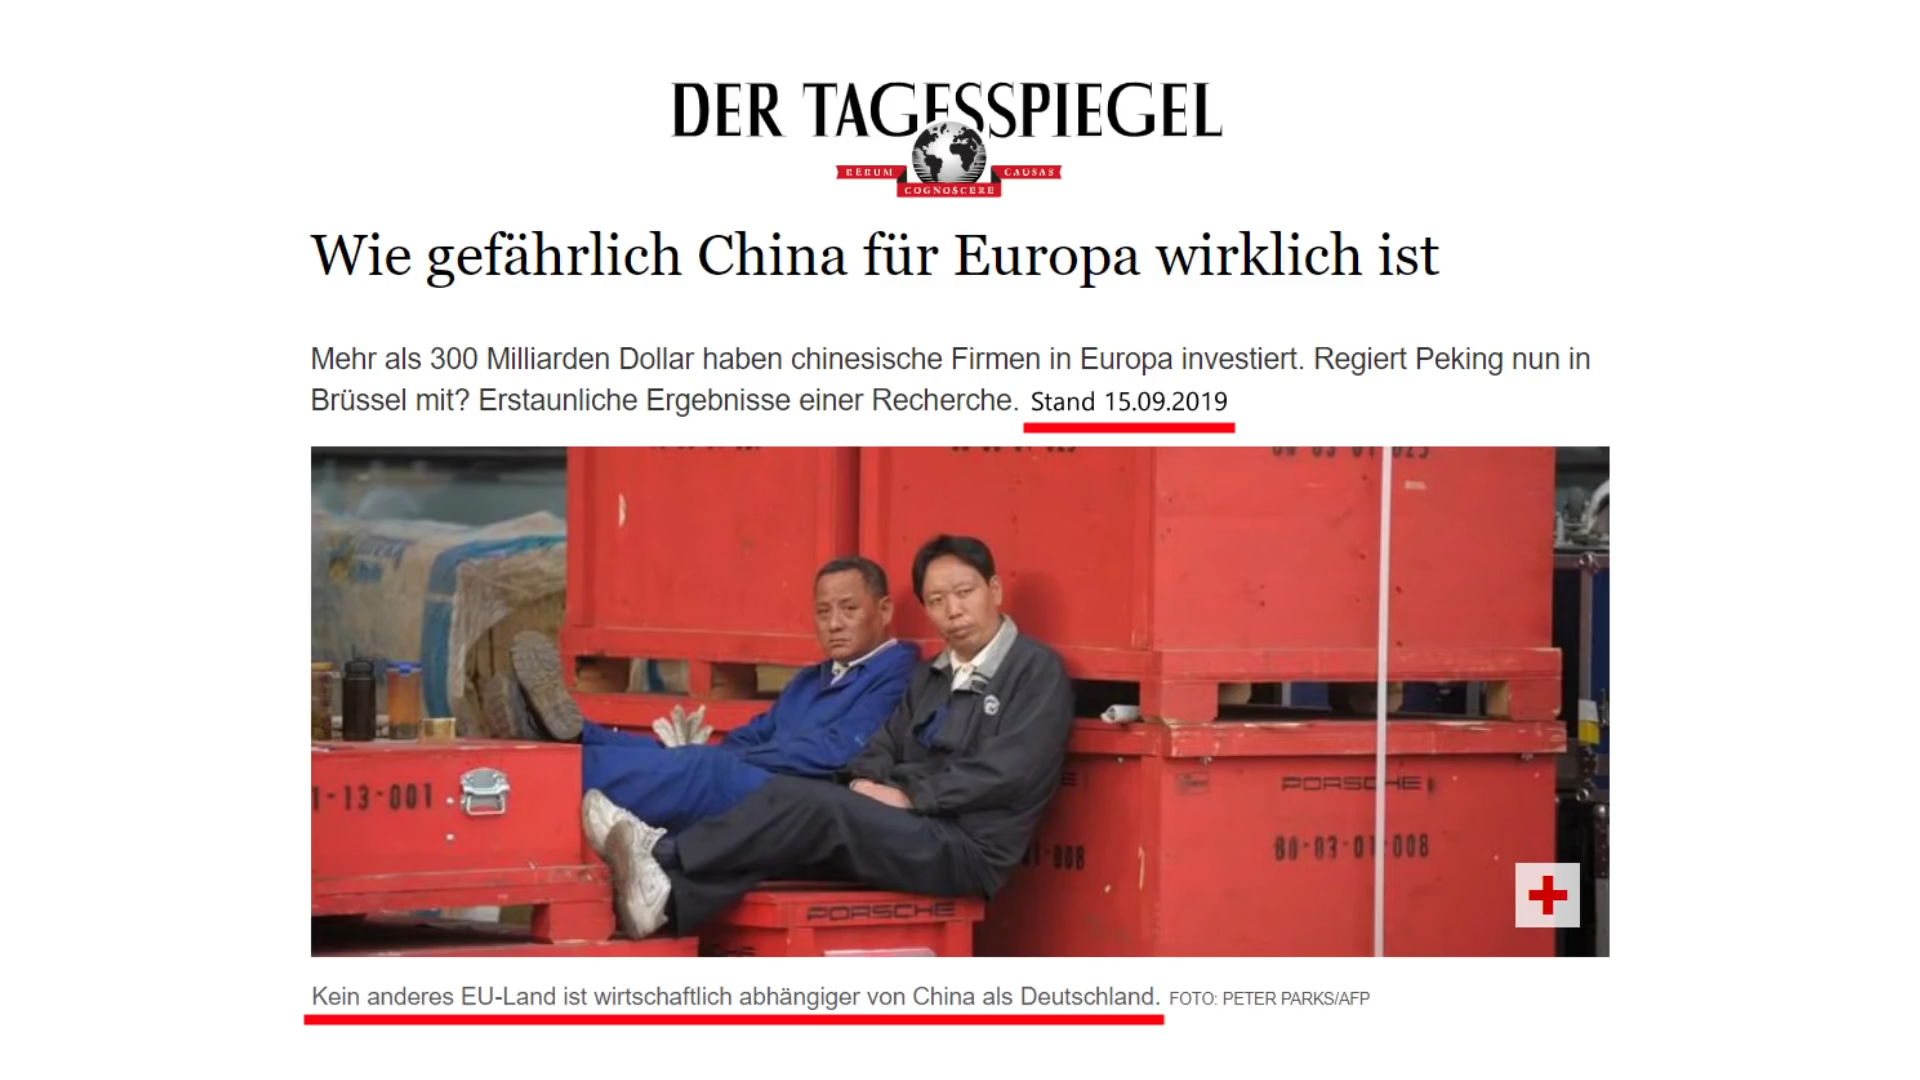 DER TAGESSPIEGEL
RERUM CAUSAS
COGNOSCERE
Wie gefährlich China für Europa wirklich ist
Mehr als 300 Milliarden Dollar haben chinesische Firmen in Europa investiert. Regiert Peking nun in
Brüssel mit? Erstaunliche Ergebnisse einer Recherche. Stand 15.09.2019
1-13-001
PORSCHE
80-03-01-008
1-008
PORSCHE
Kein anderes EU-Land ist wirtschaftlich abhängiger von China als Deutschland. FOTO: PETER PARKS/AFP